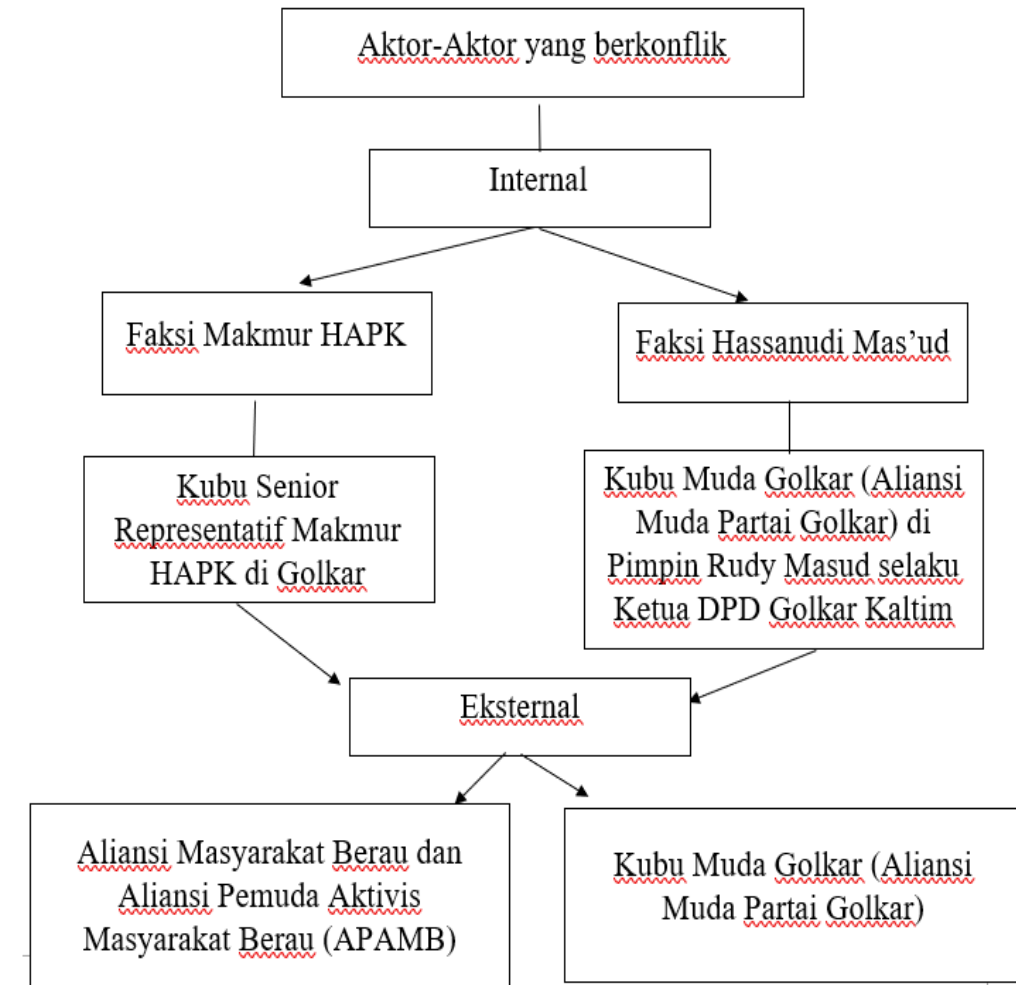 Aktor-Aktor yang berkonflik
Internal
Faksi Makmur HAPK
Faksi Hassanudi Mas’ud
Kubu Senior
Representatif Makmur
HAPK di Golkar
Kubu Muda Golkar (Aliansi
Muda Partai Golkar) di
Pimpin Rudy Masud selaku
Ketua DPD Golkar Kaltim
Eksternal
Aliansi Masyarakat Berau dan
Aliansi Pemuda Aktivis
Masyarakat Berau (APAMB)
Kubu Muda Golkar (Aliansi
Muda Partai Golkar)